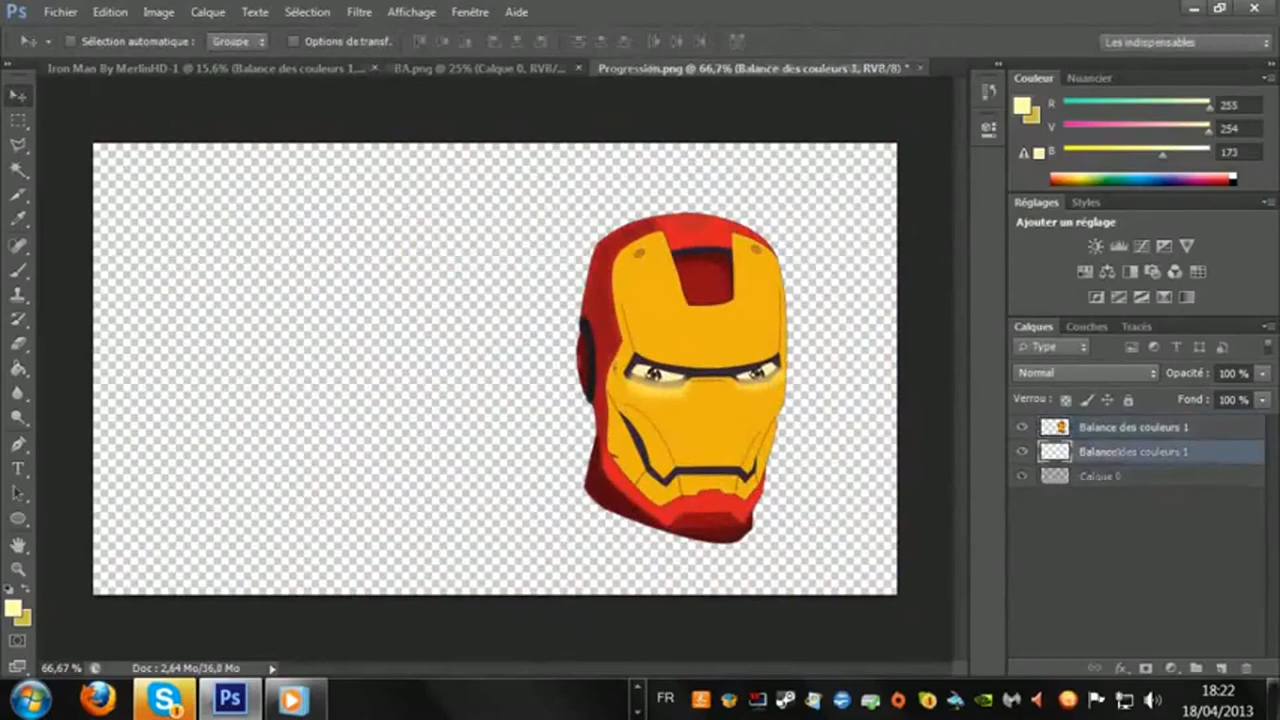 Ps Fichier Edition Image Calque Texte Sélection Filtre Affichage Fenêtre Aide
Sélection automatique : Groupe Options de transf. Les indispensables
Iron Man By MerlinHD-1 @ 15,6% (Balance des couleurs 1,... × BA.png @ 25% (Calque 0, RVB/... × Progression.png @ 66,7% (Balance des couleurs 1, RVB/8) * ×
Couleur Nuancier
R 255
V 254
B 173
Réglages Styles
Ajouter un réglage
Calques Couches Tracés
Type
Normal Opacité : 100 %
Verrou : Fond : 100 %
Balance des couleurs 1
Balance des couleurs 1
Calque 0
66,67 % Doc : 2,64 Mo/36,0 Mo
Ps FR 18:22
18/04/2013